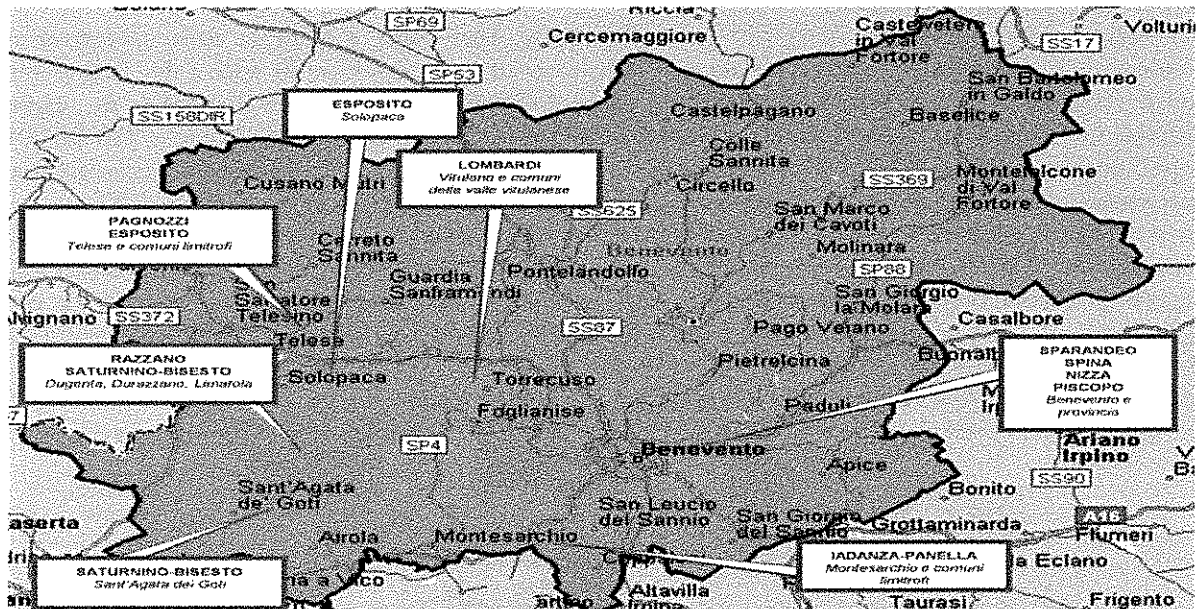 SP69
Riccia
Cercemaggiore
Castelvetere
in Val
Fortore
SS17
SP53
San Bartolomeo
in Galdo
SS158DIR
ESPOSITO
Solopaca
Castelpagano
Baselice
LOMBARDI
Vitulano e comuni
della valle vitulanese
Colle
Sannita
Circello
SS369
Montefalcone
di Val
Fortore
Cusano Mutri
PAGNOZZI
ESPOSITO
Telese e comuni limitrofi
SS625
San Marco
dei Cavoti
Cerreto
Sannita
Benevento
Molinara
Guardia
Sanframondi
Pontelandolfo
SP88
San
Salvatore
Telesino
San Giorgio
la Molara
Alvignano
SS372
SS87
Pago Veiano
Casalbore
Telese
Pietrelcina
RAZZANO
SATURNINO-BISESTO
Dugenta, Durazzano, Limatola
Solopaca
Torrecuso
SPARANDEO
SPINA
NIZZA
PISCOPO
Benevento e
provincia
Foglianise
Paduli
SP4
Benevento
Ariano
Irpino
Apice
SS90
Sant'Agata
de' Goti
Bonito
San Leucio
del Sannio
San Giorgio
del Sannio
Grottaminarda
A16
Flumeri
Airola
Montesarchio
SATURNINO-BISESTO
Sant'Agata dei Goti
IADANZA-PANELLA
Montesarchio e comuni
limitrofi
Altavilla
Irpina
Taurasi
Frigento